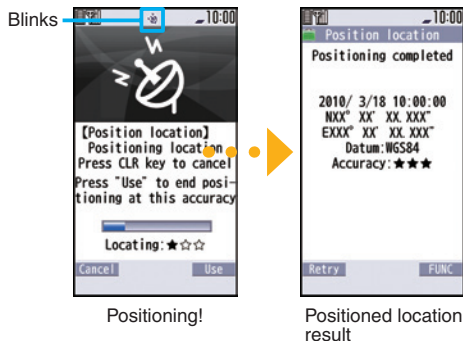 Blinks
10:00
【Position location】
Positioning location
Press CLR key to cancel
Press "Use" to end posi-
tioning at this accuracy
Locating:★☆☆
Cancel
Use
Positioning!
10:00
Position location
Positioning completed
2010/ 3/18 10:00:00
NXX° XX' XX.XXX"
EXXX° XX' XX.XXX"
Datum:WGS84
Accuracy:★★★
Retry
FUNC
Positioned location
result